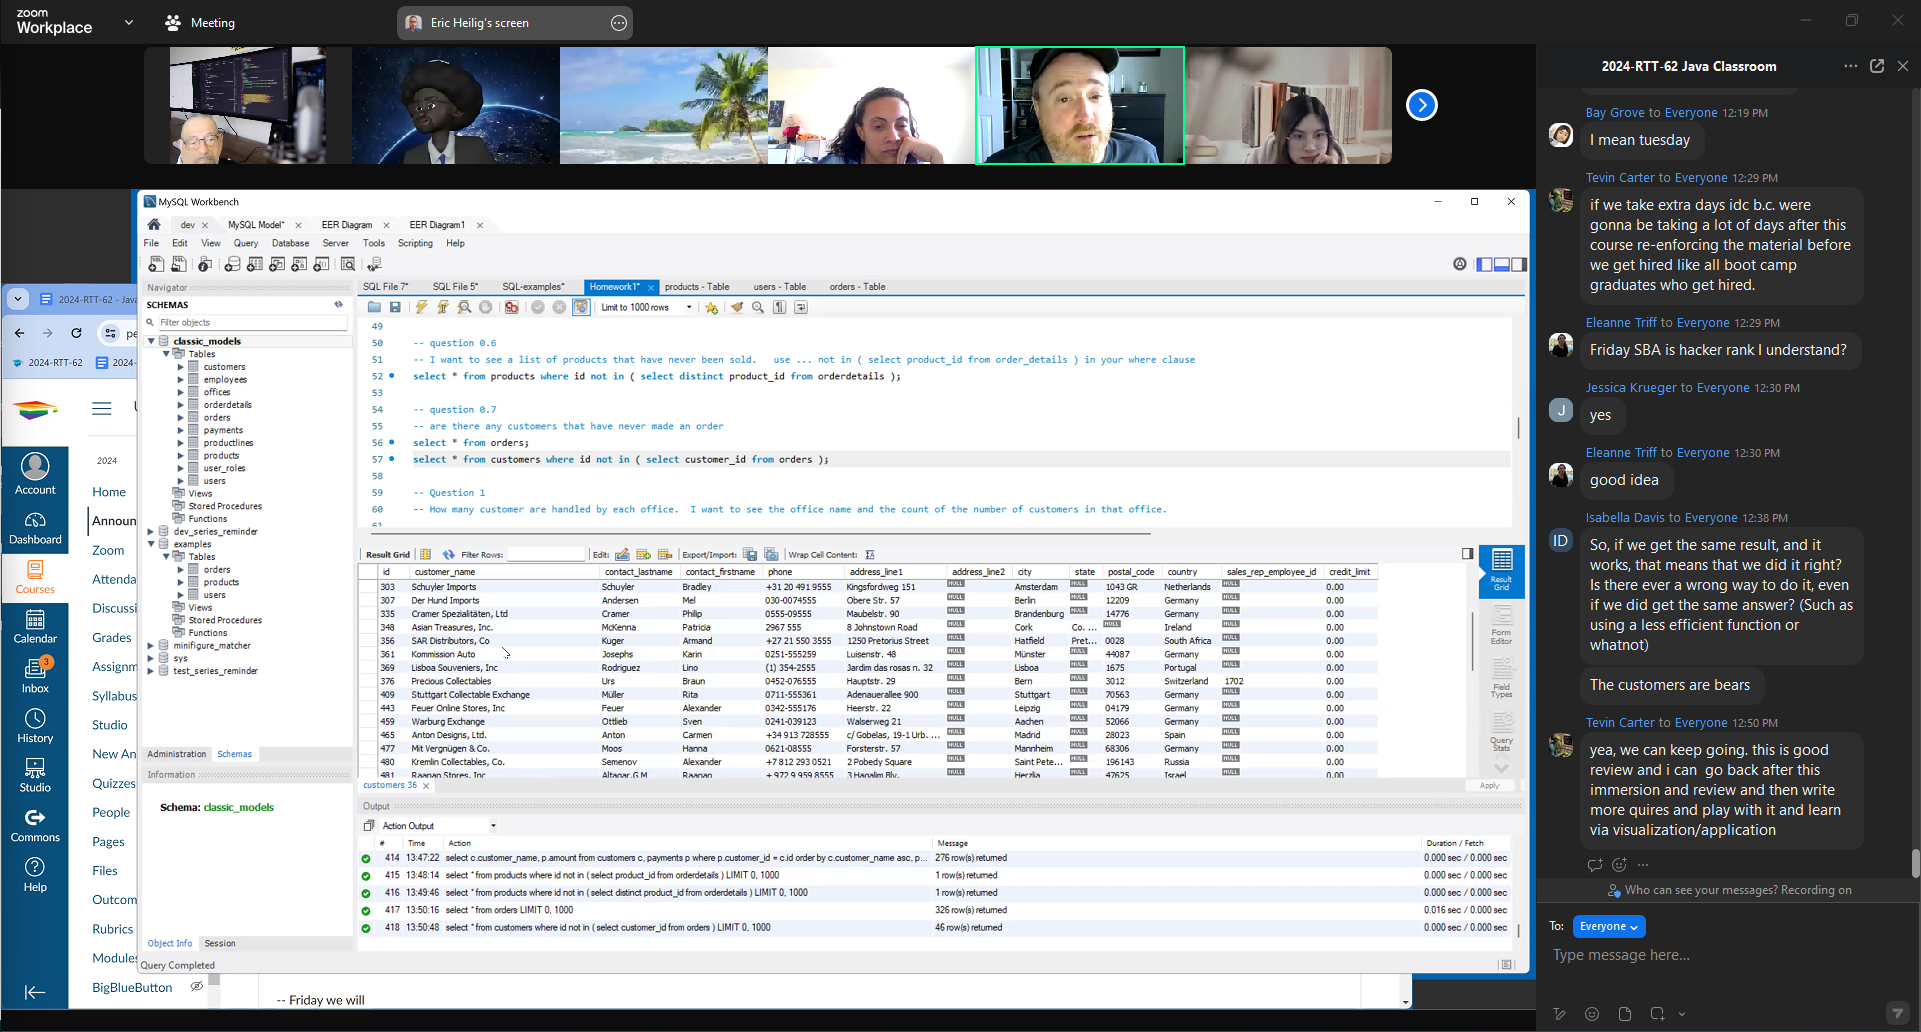 zoom
Workplace
Meeting
Eric Heilig's screen
2024-RTT-62 Java Classroom
Bay Grove to Everyone 12:19 PM
I mean tuesday
Tevin Carter to Everyone 12:29 PM
if we take extra days idc b.c. were
gonna be taking a lot of days after this
course re-enforcing the material before
we get hired like all boot camp
graduates who get hired.
Eleanne Triff to Everyone 12:29 PM
Friday SBA is hacker rank I understand?
Jessica Krueger to Everyone 12:30 PM
J
yes
Eleanne Triff to Everyone 12:30 PM
good idea
Isabella Davis to Everyone 12:38 PM
ID
So, if we get the same result, and it
works, that means that we did it right?
Is there ever a wrong way to do it, even
if we did get the same answer? (Such as
using a less efficient function or
whatnot)
The customers are bears
Tevin Carter to Everyone 12:50 PM
yea, we can keep going. this is good
review and i can go back after this
immersion and review and then write
more quires and play with it and learn
via visualization/application
Who can see your messages? Recording on
To: Everyone
Type message here...
MySQL Workbench
dev
MySQL Model*
EER Diagram
EER Diagram1
File Edit View Query Database Server Tools Scripting Help
Navigator
SCHEMAS
Filter objects
classic_models
Tables
customers
employees
offices
orderdetails
orders
payments
productlines
products
user_roles
users
Views
Stored Procedures
Functions
dev_series_reminder
examples
Tables
orders
products
users
Views
Stored Procedures
Functions
minifigure_matcher
sys
test_series_reminder
Administration Schemas
Information
Schema: classic_models
Object Info Session
Query Completed
SQL File 7* SQL File 5* SQL-examples* Homework1* products - Table users - Table orders - Table
Limit to 1000 rows
49
50 -- question 0.6
51 -- I want to see a list of products that have never been sold. use ... not in ( select product_id from order_details ) in your where clause
52 select * from products where id not in ( select distinct product_id from orderdetails );
53
54 -- question 0.7
55 -- are there any customers that have never made an order
56 select * from orders;
57 select * from customers where id not in ( select customer_id from orders );
58
59 -- Question 1
60 -- How many customer are handled by each office. I want to see the office name and the count of the number of customers in that office.
61
Result Grid Filter Rows: Edit: Export/Import: Wrap Cell Content:
id customer_name contact_lastname contact_firstname phone address_line1 address_line2 city state postal_code country sales_rep_employee_id credit_limit
303 Schuyler Imports Schuyler Bradley +31 20 491 9555 Kingsfordweg 151 NULL Amsterdam NULL 1043 GR Netherlands NULL 0.00
307 Der Hund Imports Andersen Mel 030-0074555 Obere Str. 57 NULL Berlin NULL 12209 Germany NULL 0.00
335 Cramer Spezialitäten, Ltd Cramer Philip 0555-09555 Maubelstr. 90 NULL Brandenburg NULL 14776 Germany NULL 0.00
348 Asian Treasures, Inc. McKenna Patricia 2967 555 8 Johnstown Road NULL Cork Co. ... NULL Ireland NULL 0.00
356 SAR Distributors, Co Kuger Armand +27 21 550 3555 1250 Pretorius Street NULL Hatfield Pret... 0028 South Africa NULL 0.00
361 Kommission Auto Josephs Karin 0251-555259 Luisenstr. 48 NULL Münster NULL 44087 Germany NULL 0.00
369 Lisboa Souveniers, Inc Rodriguez Lino (1) 354-2555 Jardim das rosas n. 32 NULL Lisboa NULL 1675 Portugal NULL 0.00
376 Precious Collectables Urs Braun 0452-076555 Hauptstr. 29 NULL Bern NULL 3012 Switzerland 1702 0.00
409 Stuttgart Collectable Exchange Müller Rita 0711-555361 Adenauerallee 900 NULL Stuttgart NULL 70563 Germany NULL 0.00
443 Feuer Online Stores, Inc Feuer Alexander 0342-555176 Heerstr. 22 NULL Leipzig NULL 04179 Germany NULL 0.00
459 Warburg Exchange Ottlieb Sven 0241-039123 Walserweg 21 NULL Aachen NULL 52066 Germany NULL 0.00
465 Anton Designs, Ltd. Anton Carmen +34 913 728555 c/ Gobelas, 19-1 Urb. ... NULL Madrid NULL 28023 Spain NULL 0.00
477 Mit Vergnügen & Co. Moos Hanna 0621-08555 Forsterstr. 57 NULL Mannheim NULL 68306 Germany NULL 0.00
480 Kremlin Collectables, Co. Semenov Alexander +7 812 293 0521 2 Pobedy Square NULL Saint Pete... NULL 196143 Russia NULL 0.00
481 Raanan Stores, Inc Altagar,G M Raanan + 972 9 959 8555 3 Hagalim Blv. NULL Herzlia NULL 47625 Israel NULL 0.00
Result
Grid
Form
Editor
Field
Types
Query
Stats
customers 36
Apply
Output
Action Output
# Time Action Message Duration / Fetch
414 13:47:22 select c.customer_name, p.amount from customers c, payments p where p.customer_id = c.id order by c.customer_name asc, p... 276 row(s) returned 0.000 sec / 0.000 sec
415 13:48:14 select * from products where id not in ( select product_id from orderdetails ) LIMIT 0, 1000 1 row(s) returned 0.000 sec / 0.000 sec
416 13:49:46 select * from products where id not in ( select distinct product_id from orderdetails ) LIMIT 0, 1000 1 row(s) returned 0.000 sec / 0.000 sec
417 13:50:16 select * from orders LIMIT 0, 1000 326 row(s) returned 0.016 sec / 0.000 sec
418 13:50:48 select * from customers where id not in ( select customer_id from orders ) LIMIT 0, 1000 46 row(s) returned 0.000 sec / 0.000 sec
2024-RTT-62 - Java
pe
2024-RTT-62
2024-
Account
Dashboard
Courses
Calendar
3
Inbox
History
Studio
Commons
Help
2024
Home
Announ
Zoom
Attenda
Discussi
Grades
Assignm
Syllabus
Studio
New An
Quizzes
People
Pages
Files
Outcom
Rubrics
Modules
BigBlueButton
-- Friday we will